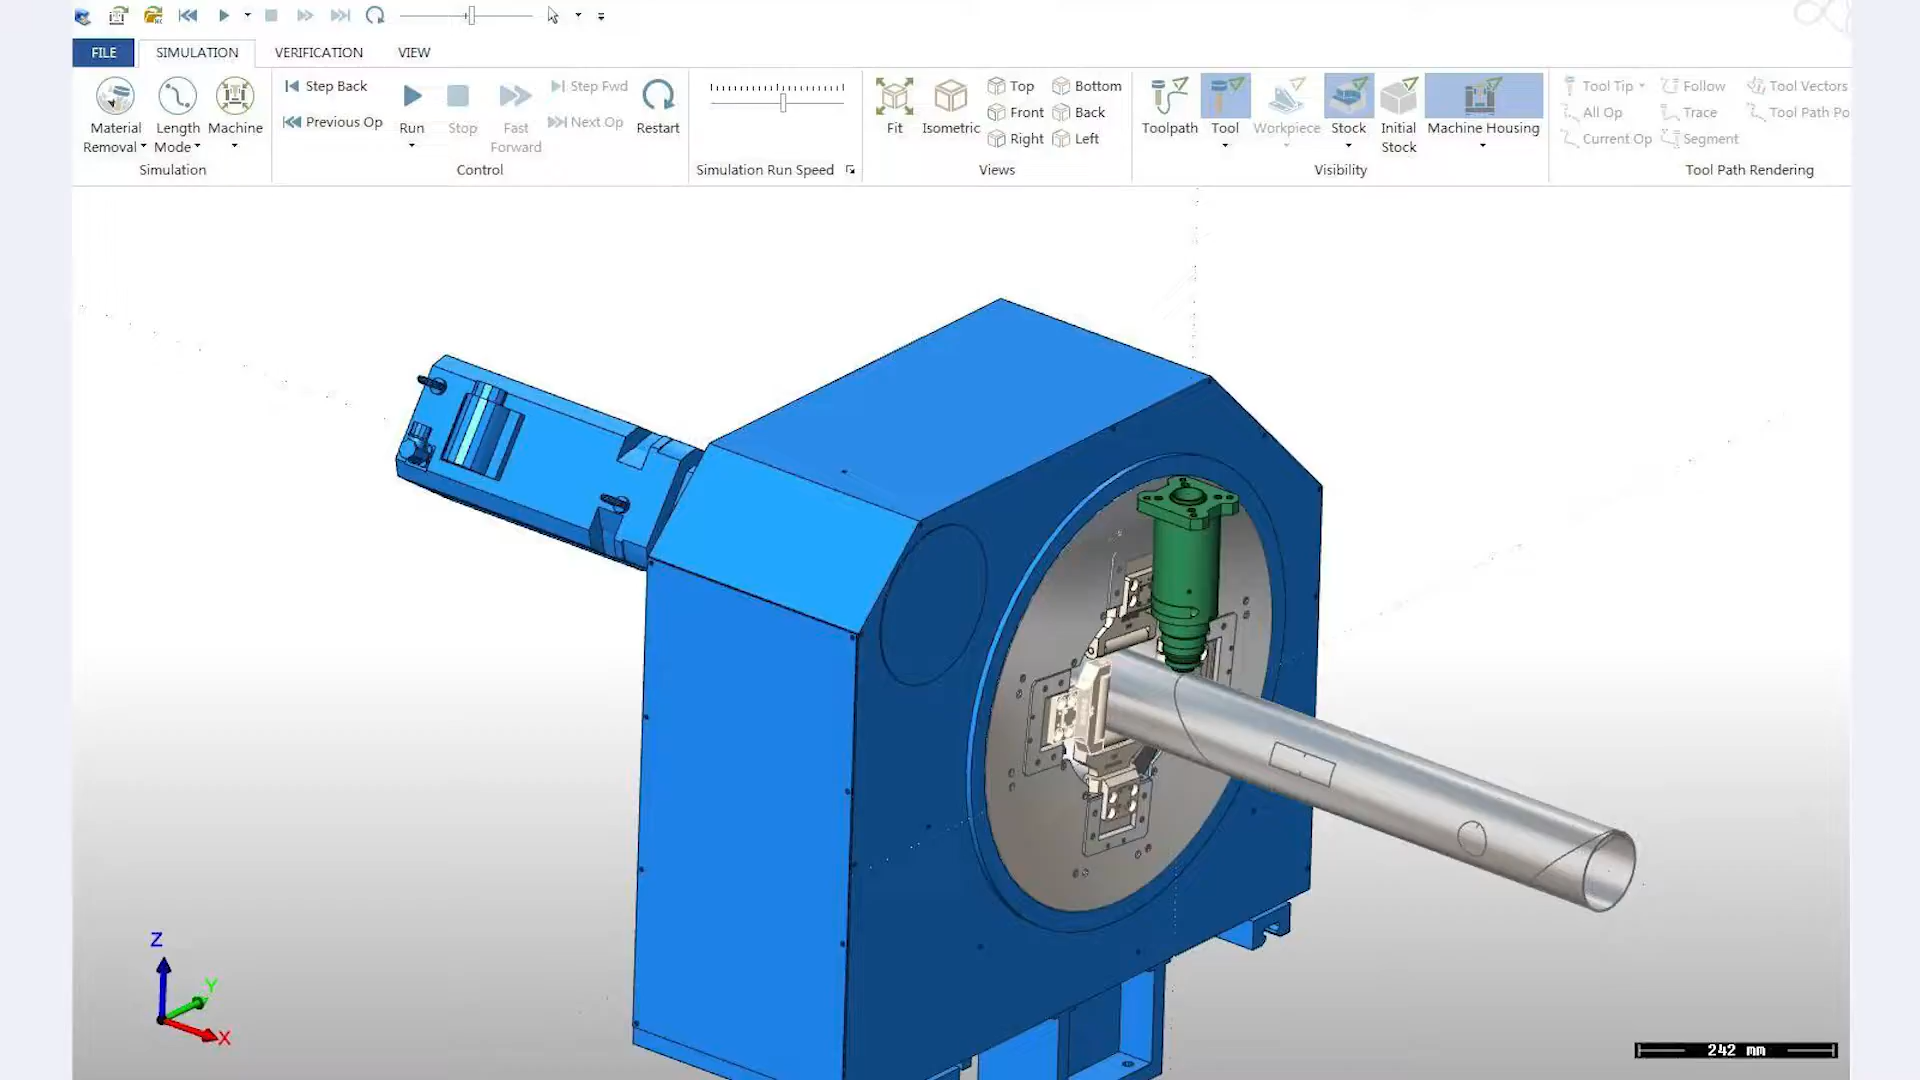 FILE SIMULATION VERIFICATION VIEW
Material Removal
Length Mode
Machine
Simulation
Step Back
Previous Op
Run
Stop
Fast Forward
Step Fwd
Next Op
Restart
Control
Simulation Run Speed
Fit
Isometric
Top
Front
Right
Bottom
Back
Left
Views
Toolpath
Tool
Workpiece
Stock
Initial Stock
Machine Housing
Visibility
Tool Tip
All Op
Current Op
Follow
Trace
Segment
Tool Vectors
Tool Path Po
Tool Path Rendering
Z
Y
X
242 mm